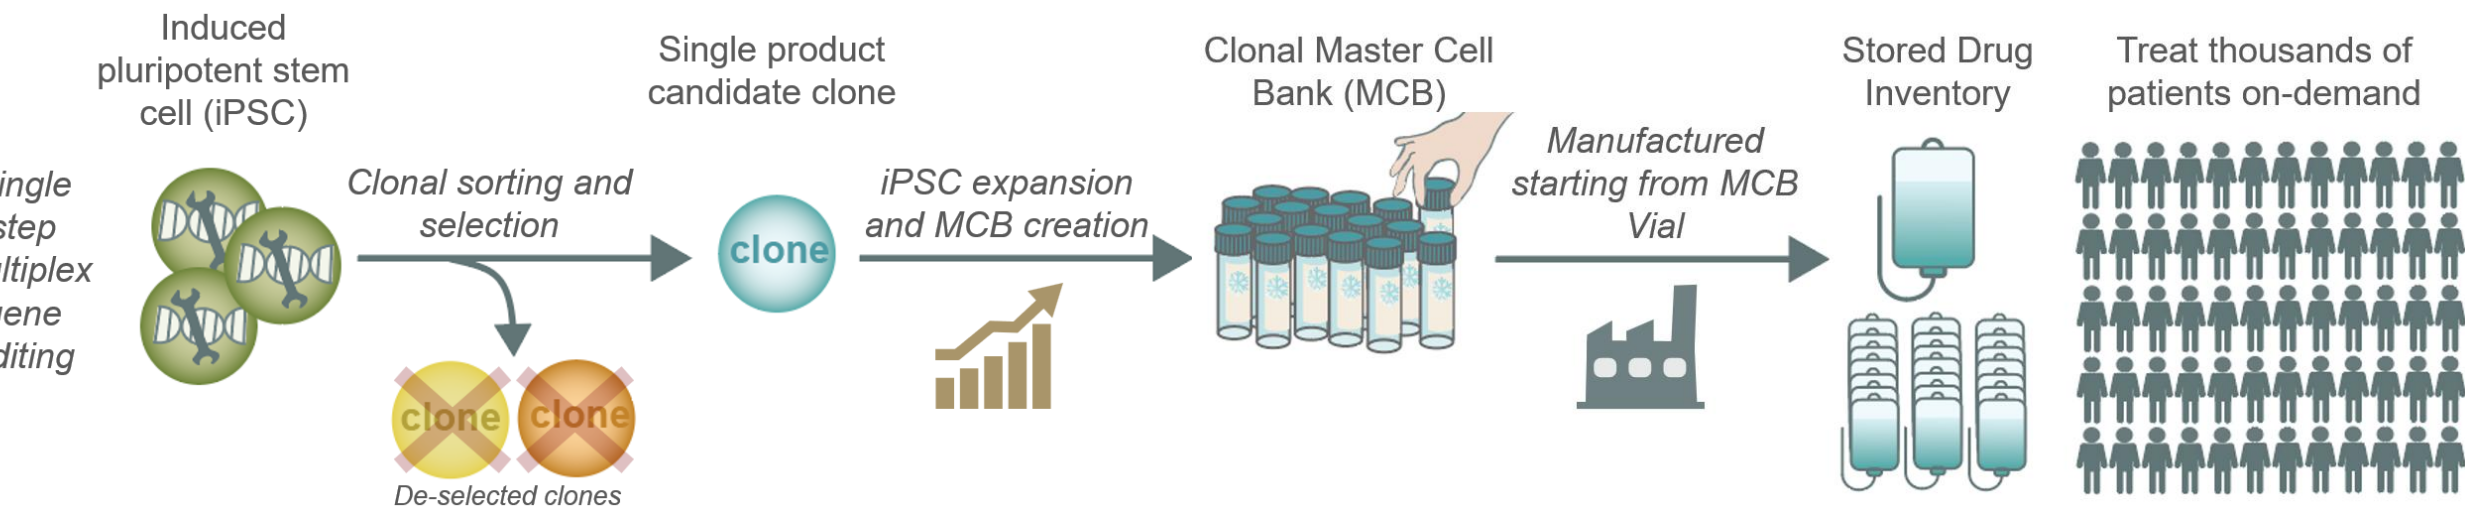 Induced
pluripotent stem
cell (iPSC)
Single product
candidate clone
Clonal Master Cell
Bank (MCB)
Stored Drug
Inventory
Treat thousands of
patients on-demand
ingle
step
ultiplex
ene
diting
Clonal sorting and
selection
clone
iPSC expansion
and MCB creation
Manufactured
starting from MCB
Vial
clone
clone
De-selected clones